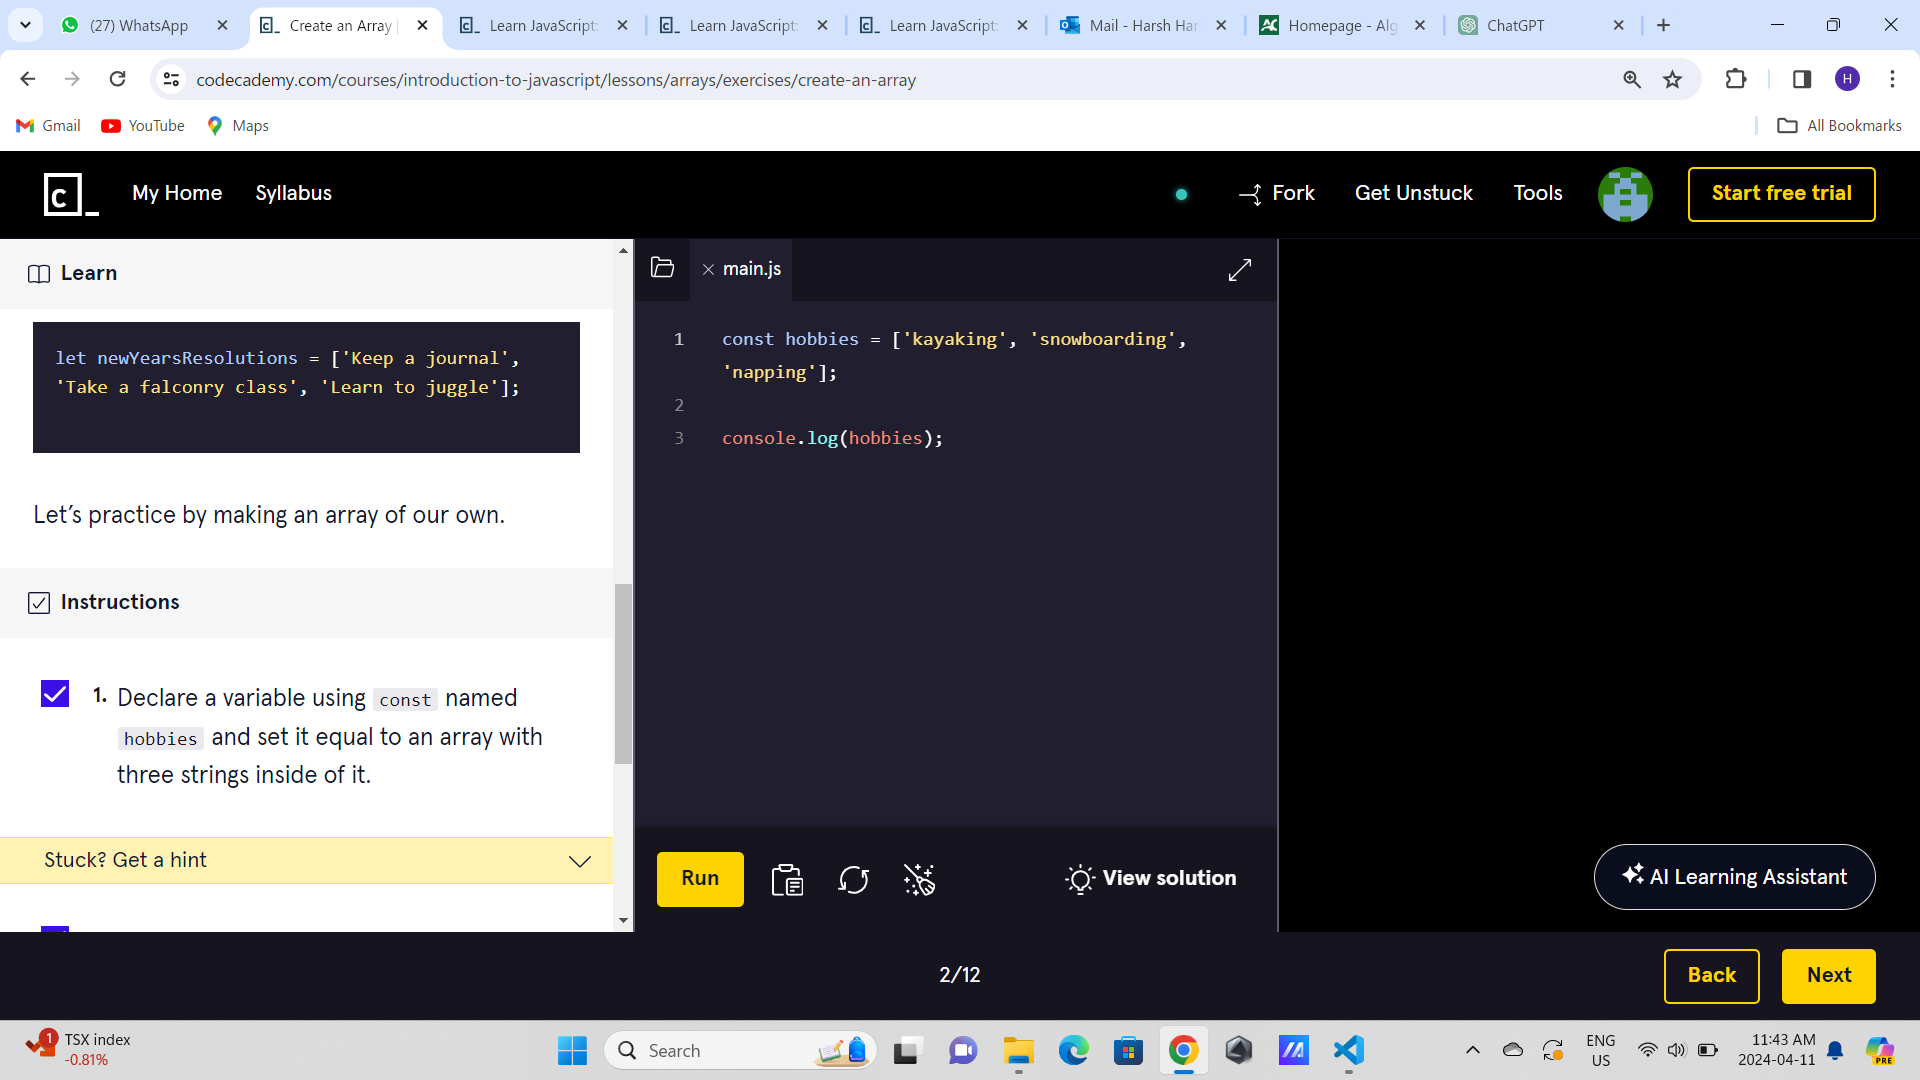 (27) WhatsApp
Create an Array |
Learn JavaScript:
Learn JavaScript:
Learn JavaScript:
Mail - Harsh Har
Homepage - Alg
ChatGPT
codecademy.com/courses/introduction-to-javascript/lessons/arrays/exercises/create-an-array
H
Gmail
YouTube
Maps
All Bookmarks
c_
My Home
Syllabus
Fork
Get Unstuck
Tools
Start free trial
Learn
let newYearsResolutions = ['Keep a journal',
'Take a falconry class', 'Learn to juggle'];
Let's practice by making an array of our own.
Instructions
1. Declare a variable using const named
hobbies and set it equal to an array with
three strings inside of it.
Stuck? Get a hint
main.js
1 const hobbies = ['kayaking', 'snowboarding',
'napping'];
2
3 console.log(hobbies);
Run
View solution
AI Learning Assistant
2/12
Back
Next
1
TSX index
-0.81%
Search
ENG
US
11:43 AM
2024-04-11
PRE